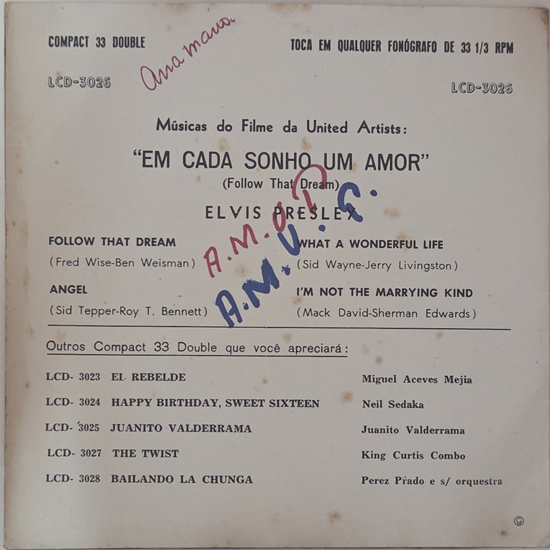 COMPACT 33 DOUBLE
Ana maria.
TOCA EM QUALQUER FONÓGRAFO DE 33 1/3 RPM
LCD-3026
LCD-3026
Músicas do Filme da United Artists:
"EM CADA SONHO UM AMOR"
(Follow That Dream)
ELVIS PRESLEY
A.M.U.P
A.M.V.P.
FOLLOW THAT DREAM
(Fred Wise-Ben Weisman)
WHAT A WONDERFUL LIFE
(Sid Wayne-Jerry Livingston)
ANGEL
(Sid Tepper-Roy T. Bennett)
I'M NOT THE MARRYING KIND
(Mack David-Sherman Edwards)
Outros Compact 33 Double que você apreciará:
LCD- 3023 EL REBELDE Miguel Aceves Mejia
LCD- 3024 HAPPY BIRTHDAY, SWEET SIXTEEN Neil Sedaka
LCD- 3025 JUANITO VALDERRAMA Juanito Valderrama
LCD- 3027 THE TWIST King Curtis Combo
LCD- 3028 BAILANDO LA CHUNGA Perez Prado e s/ orquestra
©